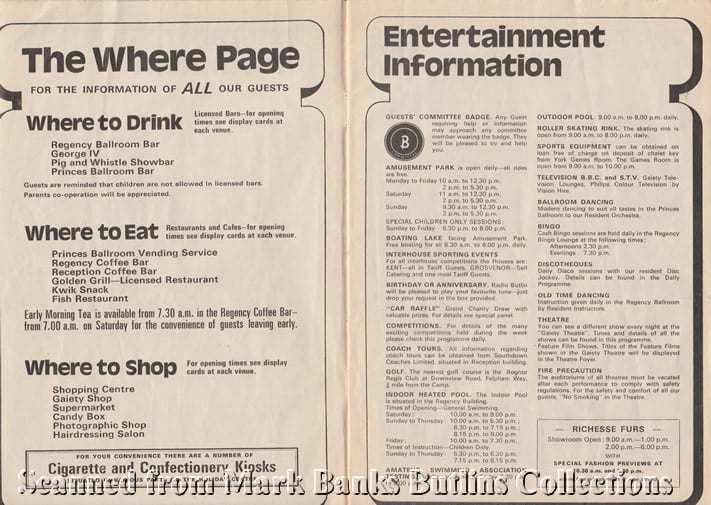 The Where Page
FOR THE INFORMATION OF ALL OUR GUESTS
Where to Drink
Licensed Bars—for opening
times see display cards at
each venue.
Regency Ballroom Bar
George IV
Pig and Whistle Showbar
Princes Ballroom Bar
Guests are reminded that children are not allowed in licensed bars.
Parents co-operation will be appreciated.
Where to Eat
Restaurants and Cafes—for opening
times see display cards at each venue.
Princes Ballroom Vending Service
Regency Coffee Bar
Reception Coffee Bar
Golden Grill—Licensed Restaurant
Kwik Snack
Fish Restaurant
Early Morning Tea is available from 7.30 a.m. in the Regency Coffee Bar—
from 7.00 a.m. on Saturday for the convenience of guests leaving early.
Where to Shop
For opening times see display
cards at each venue.
Shopping Centre
Gaiety Shop
Supermarket
Candy Box
Photographic Shop
Hairdressing Salon
FOR YOUR CONVENIENCE THERE ARE A NUMBER OF
Cigarette and Confectionery Kiosks
Entertainment
Information
GUESTS' COMMITTEE BADGE. Any Guest
requiring help or information
may approach any committee
member wearing the badge. They
will be pleased to try and help
you.
B
AMUSEMENT PARK is open daily—all rides
are free.
Monday to Friday 10 a.m. to 12.30 p.m.
2 p.m. to 5.30 p.m.
Saturday 11 a.m. to 12.30 p.m.
2 p.m. to 5.30 p.m.
Sunday 9.30 a.m. to 12.30 p.m.
2 p.m. to 5.30 p.m.
SPECIAL CHILDREN ONLY SESSIONS:
Sunday to Friday 6.30 p.m. to 8.00 p.m.
BOATING LAKE facing Amusement Park.
Free boating for all 8.30 a.m. to 8.00 p.m. daily.
INTERHOUSE SPORTING EVENTS
For all interhouse competitions the Houses are:
KENT—all in Tariff Guests, GROSVENOR—Self
Catering and one meal Tariff Guests.
BIRTHDAY OR ANNIVERSARY. Radio Butlin
will be pleased to play your favourite tune—just
drop your request in the box provided.
"CAR RAFFLE" Grand Charity Draw with
valuable prizes. For details see special panel.
COMPETITIONS. For details of the many
exciting competitions held during the week
please check this programme daily.
COACH TOURS. All information regarding
coach tours can be obtained from Southdown
Coaches Limited, situated in Reception building.
GOLF. The nearest golf course is the Bognor
Regis Club at Downview Road, Felpham Way,
mile from the Camp.
INDOOR HEATED POOL. The Indoor Pool
is situated in the Regency Building.
Times of Opening—General Swimming.
Saturday: 10.00 a.m. to 9.00 p.m.
Sunday to Thursday: 10.00 a.m. to 5.30 p.m.;
6.30 p.m. to 7.15 p.m.;
8.15 p.m. to 9.00 p.m.
Friday: 10.00 a.m. to 7.30 p.m.
Times of Instruction—Children Only.
Sunday to Thursday: 5.30 p.m. to 6.30 p.m.
7.15 p.m. to 8.15 p.m.
AMATEUR SWIMMING ASSOCIATION
OUTDOOR POOL: 9.00 a.m. to 8.00 p.m. daily.
ROLLER SKATING RINK. The skating rink is
open from 9.00 a.m. to 8.00 p.m. daily.
SPORTS EQUIPMENT can be obtained on
loan free of charge on deposit of chalet key
from York Games Room. The Games Room is
open from 9.00 a.m. to 10.00 p.m.
TELEVISION B.B.C. and S.T.V. Gaiety Tele-
vision Lounges, Philips Colour Television by
Vision Hire.
BALLROOM DANCING
Modern dancing to suit all tastes in the Princes
Ballroom to our Resident Orchestra.
BINGO
Cash Bingo sessions are held daily in the Regency
Bingo Lounge at the following times:
Afternoons 2.30 p.m.
Evenings 7.30 p.m.
DISCOTHEQUES
Daily Disco sessions with our resident Disc
Jockey. Details can be found in the Daily
Programme.
OLD TIME DANCING
Instruction given daily in the Regency Ballroom
by Resident Instructors.
THEATRE
You can see a different show every night at the
"Gaiety Theatre". Times and details of all the
shows can be found in this programme.
Feature Film Shows. Titles of the Feature Films
shown in the Gaiety Theatre will be displayed
in the Theatre Foyer.
FIRE PRECAUTION
The auditoriums of all theatres must be vacated
after each performance to comply with safety
regulations. For the safety and comfort of all our
guests, "No Smoking" in the Theatre.
— RICHESSE FURS —
Showroom Open: 9.00 a.m.—1.00 p.m.
2.00 p.m.—6.00 p.m.
WITH
SPECIAL FASHION PREVIEWS AT
Scanned from Mark Banks Butlins Collections